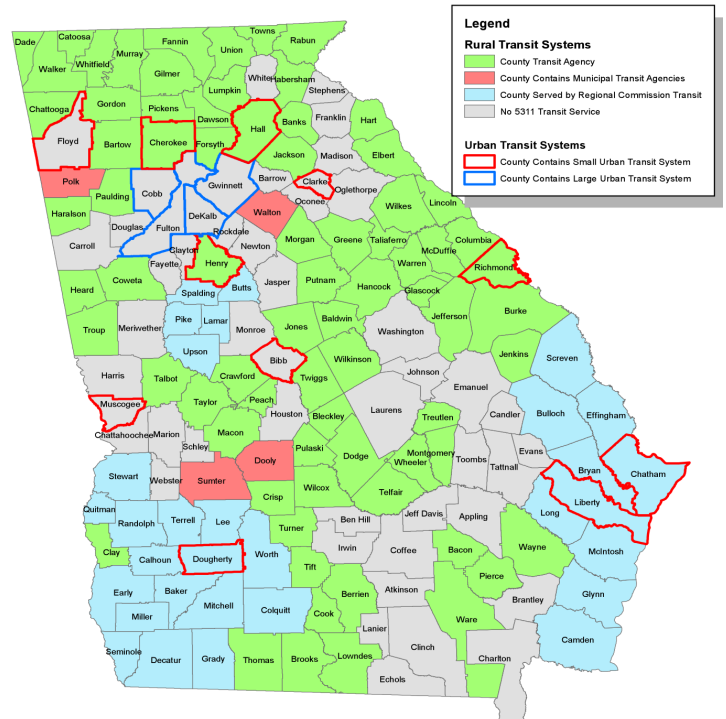 Legend
Rural Transit Systems
County Transit Agency
County Contains Municipal Transit Agencies
County Served by Regional Commission Transit
No 5311 Transit Service
Urban Transit Systems
County Contains Small Urban Transit System
County Contains Large Urban Transit System
Dade
Catoosa
Walker
Whitfield
Murray
Fannin
Union
Towns
Rabun
Gilmer
White
Habersham
Lumpkin
Stephens
Chattooga
Gordon
Pickens
Dawson
Hall
Banks
Franklin
Hart
Floyd
Bartow
Cherokee
Forsyth
Jackson
Madison
Elbert
Polk
Paulding
Cobb
Gwinnett
Barrow
Clarke
Oglethorpe
Oconee
Haralson
Douglas
Fulton
DeKalb
Rockdale
Walton
Wilkes
Lincoln
Carroll
Clayton
Fayette
Henry
Newton
Morgan
Greene
Taliaferro
McDuffie
Columbia
Warren
Richmond
Heard
Coweta
Spalding
Butts
Jasper
Putnam
Hancock
Glascock
Troup
Meriwether
Pike
Lamar
Monroe
Jones
Baldwin
Washington
Jefferson
Burke
Upson
Bibb
Wilkinson
Jenkins
Screven
Harris
Talbot
Crawford
Twiggs
Johnson
Emanuel
Muscogee
Taylor
Peach
Houston
Bleckley
Laurens
Treutlen
Candler
Bulloch
Effingham
Chattahoochee
Marion
Macon
Schley
Pulaski
Dodge
Montgomery
Wheeler
Toombs
Tattnall
Evans
Bryan
Chatham
Stewart
Webster
Sumter
Dooly
Wilcox
Telfair
Liberty
Long
Quitman
Randolph
Terrell
Lee
Crisp
Turner
Ben Hill
Jeff Davis
Appling
Wayne
McIntosh
Clay
Calhoun
Dougherty
Worth
Tift
Irwin
Coffee
Bacon
Pierce
Early
Baker
Mitchell
Colquitt
Cook
Berrien
Atkinson
Ware
Brantley
Glynn
Miller
Lanier
Clinch
Charlton
Camden
Seminole
Decatur
Grady
Thomas
Brooks
Lowndes
Echols